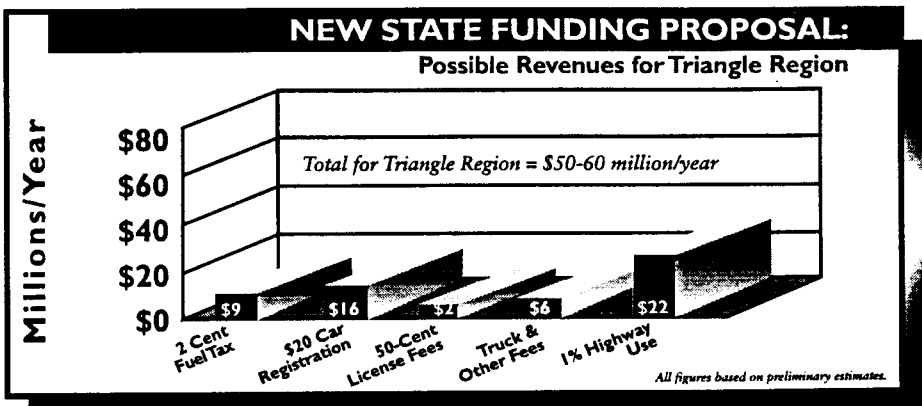 NEW STATE FUNDING PROPOSAL:
Possible Revenues for Triangle Region
Millions/Year
$80
$60
$40
$20
$0
Total for Triangle Region = $50-60 million/year
$9
$16
$2
$6
$22
2 Cent
Fuel Tax
$20 Car
Registration
50-Cent
License Fees
Truck &
Other Fees
1% Highway
Use
All figures based on preliminary estimates.